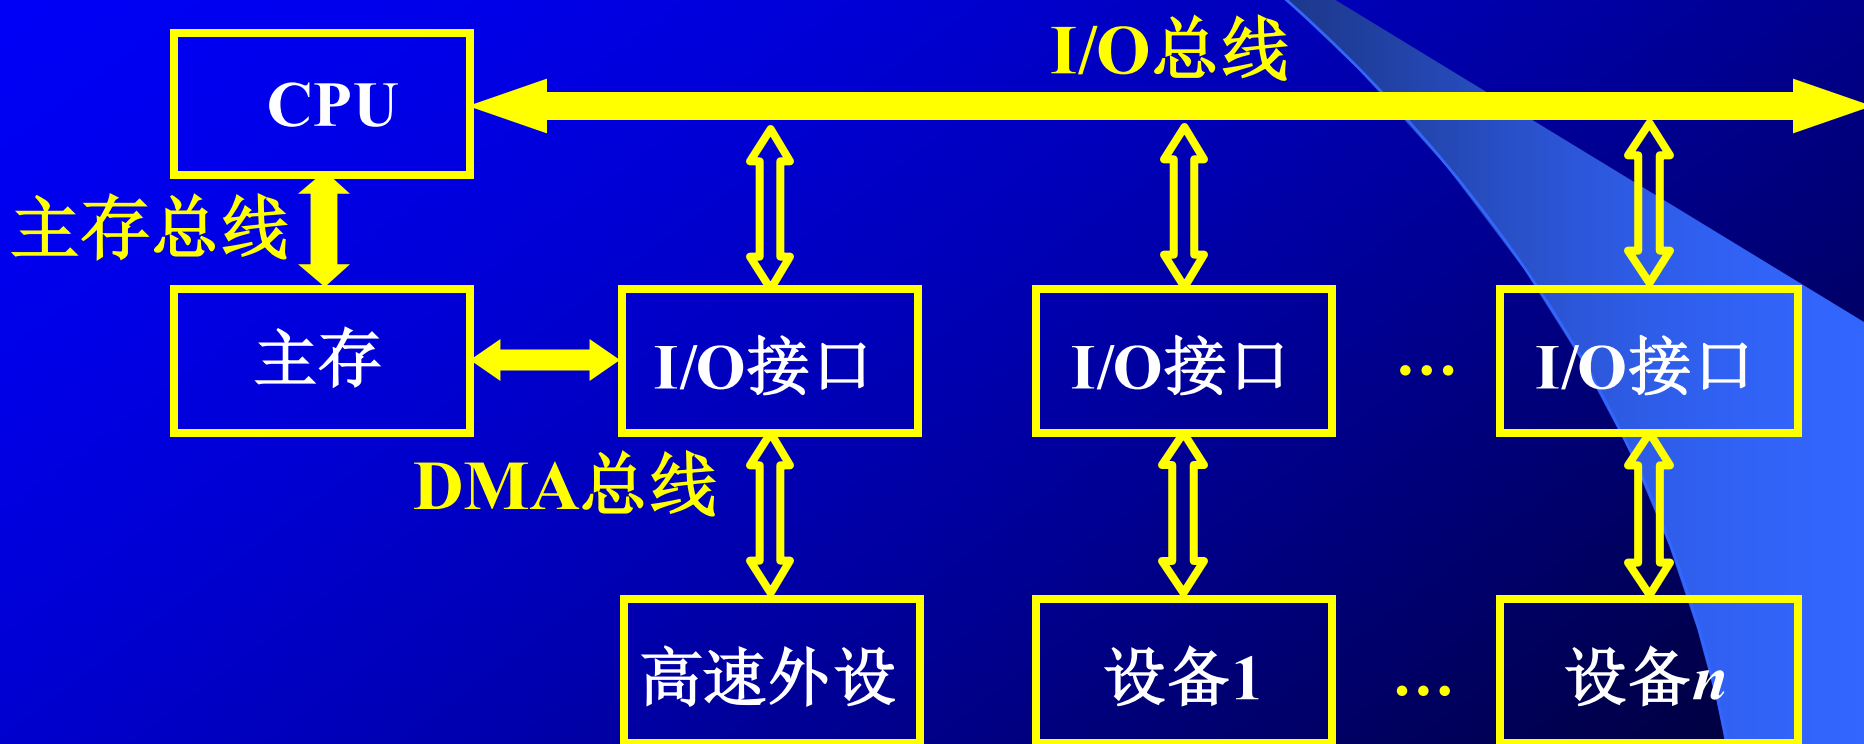 I/O总线
CPU
主存总线
主存
I/O接口
I/O接口
…
I/O接口
DMA总线
高速外设
设备1
…
设备n